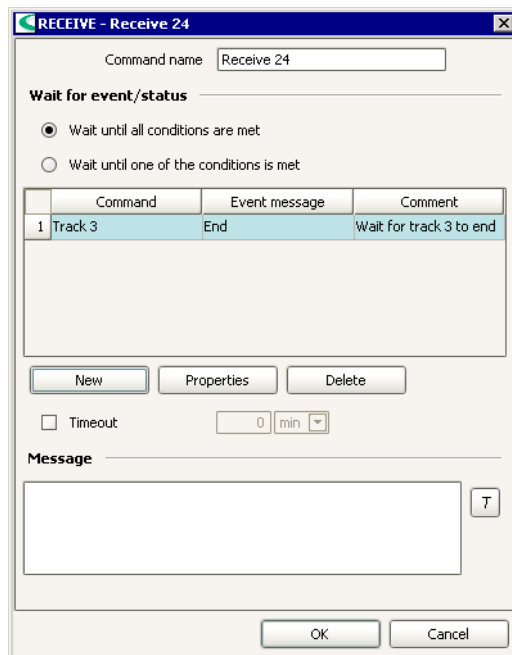 RECEIVE - Receive 24
Command name Receive 24
Wait for event/status
Wait until all conditions are met
Wait until one of the conditions is met
Command Event message Comment
1 Track 3 End Wait for track 3 to end
New Properties Delete
Timeout 0 min
Message
T
OK Cancel